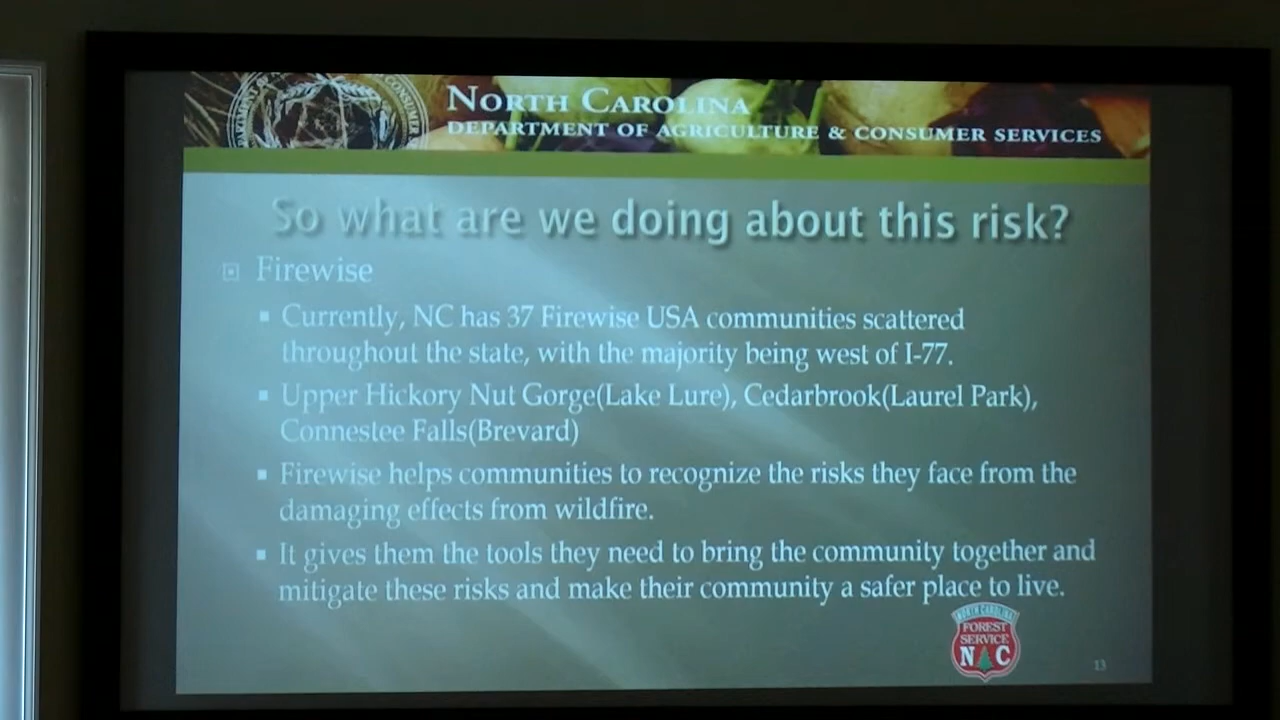 NORTH CAROLINA
DEPARTMENT OF AGRICULTURE & CONSUMER SERVICES
So what are we doing about this risk?
Firewise
Currently, NC has 37 Firewise USA communities scattered
throughout the state, with the majority being west of I-77.
Upper Hickory Nut Gorge(Lake Lure), Cedarbrook(Laurel Park),
Connestee Falls(Brevard)
Firewise helps communities to recognize the risks they face from the
damaging effects from wildfire.
It gives them the tools they need to bring the community together and
mitigate these risks and make their community a safer place to live.
NORTH CAROLINA
FOREST
SERVICE
N C
13